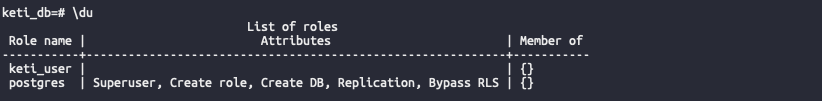 keti_db=# \du
                                   List of roles
 Role name |                         Attributes                         | Member of
-----------+------------------------------------------------------------+-----------
 keti_user |                                                            | {}
 postgres  | Superuser, Create role, Create DB, Replication, Bypass RLS | {}